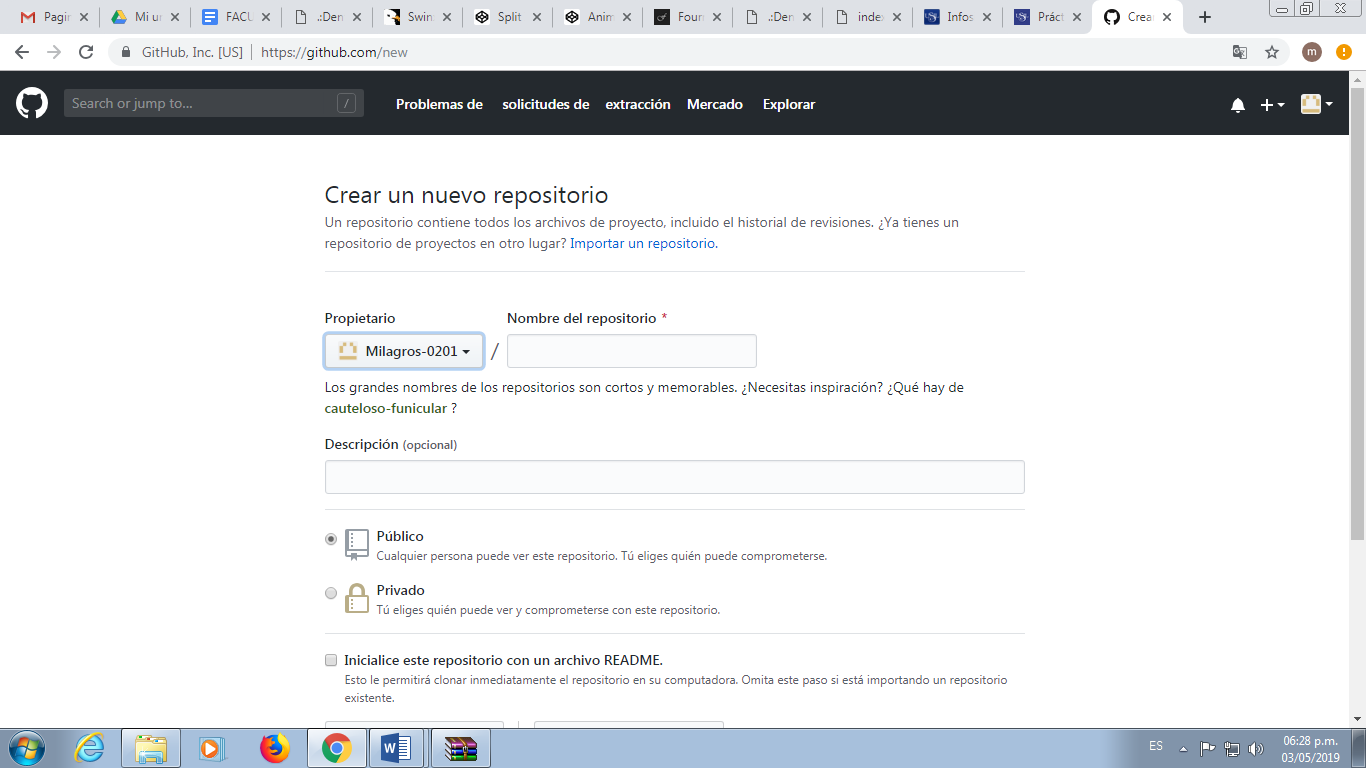 Pagin
Mi un
FACU
.:Den
Swin
Split
Anim
Foun
.:Den
index
Infos
Práct
Crea
GitHub, Inc. [US] https://github.com/new
m
Search or jump to... /
Problemas de solicitudes de extracción Mercado Explorar
Crear un nuevo repositorio
Un repositorio contiene todos los archivos de proyecto, incluido el historial de revisiones. ¿Ya tienes un
repositorio de proyectos en otro lugar? Importar un repositorio.
Propietario
Nombre del repositorio *
Milagros-0201
/
Los grandes nombres de los repositorios son cortos y memorables. ¿Necesitas inspiración? ¿Qué hay de
cauteloso-funicular ?
Descripción (opcional)
Público
Cualquier persona puede ver este repositorio. Tú eliges quién puede comprometerse.
Privado
Tú eliges quién puede ver y comprometerse con este repositorio.
Inicialice este repositorio con un archivo README.
Esto le permitirá clonar inmediatamente el repositorio en su computadora. Omita este paso si está importando un repositorio
existente.
ES
06:28 p.m.
03/05/2019